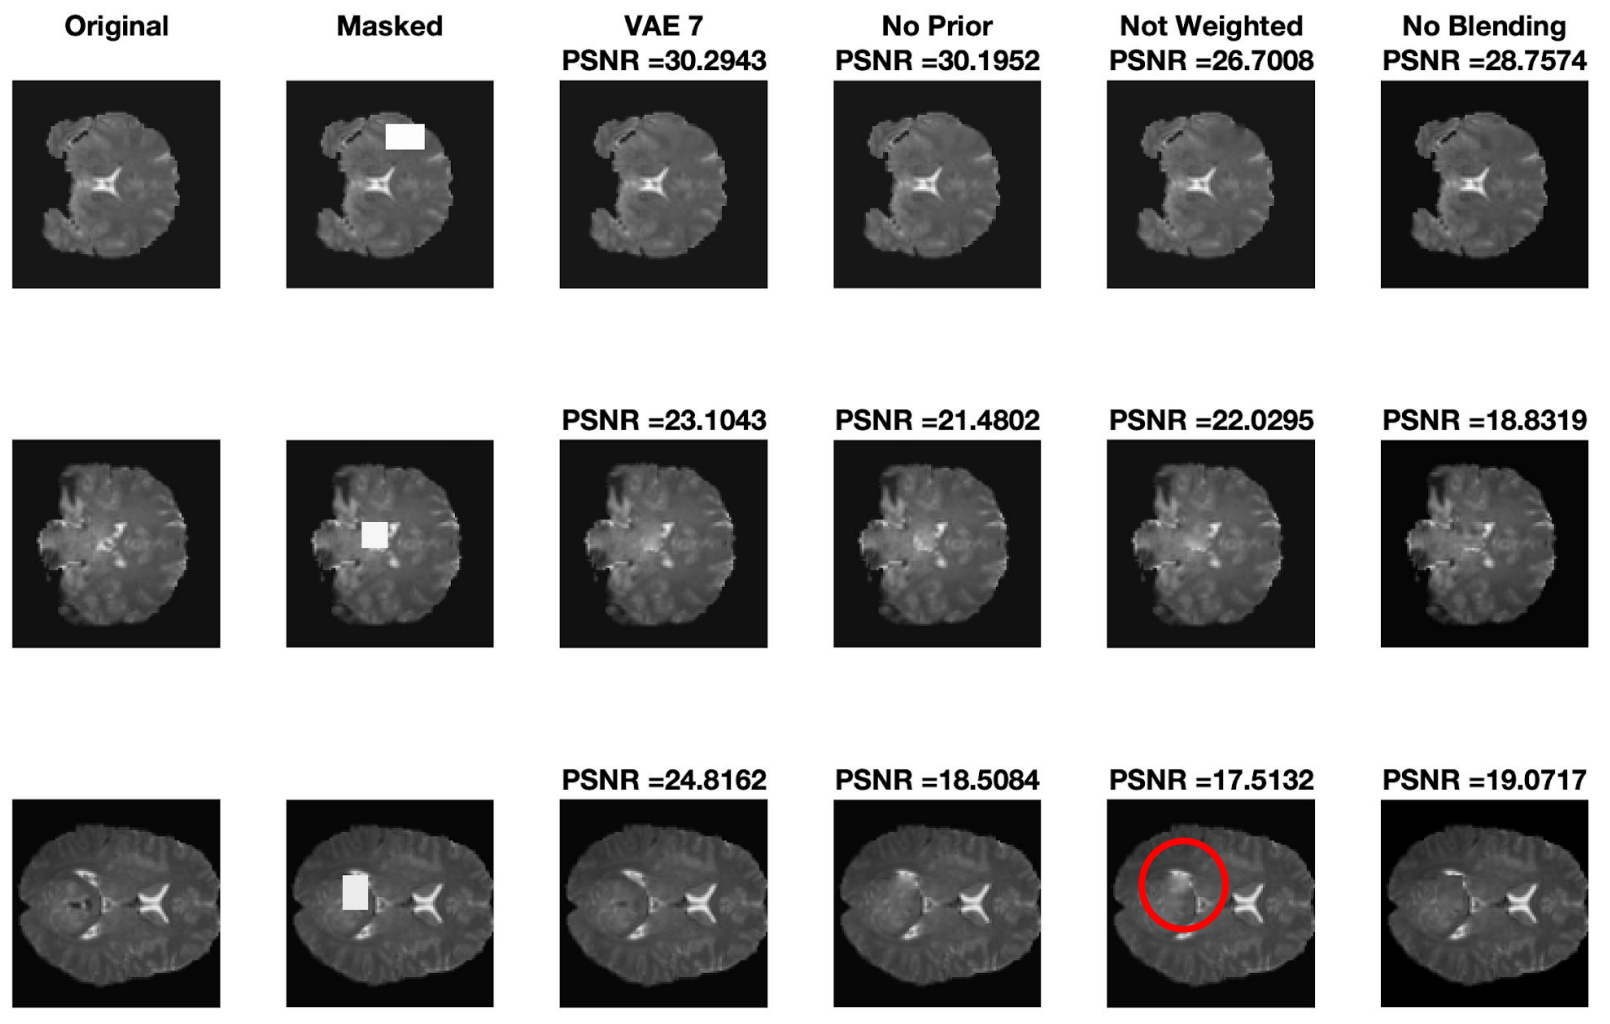 Original
Masked
VAE 7
PSNR =30.2943
No Prior
PSNR =30.1952
Not Weighted
PSNR =26.7008
No Blending
PSNR =28.7574
PSNR =23.1043
PSNR =21.4802
PSNR =22.0295
PSNR =18.8319
PSNR =24.8162
PSNR =18.5084
PSNR =17.5132
PSNR =19.0717